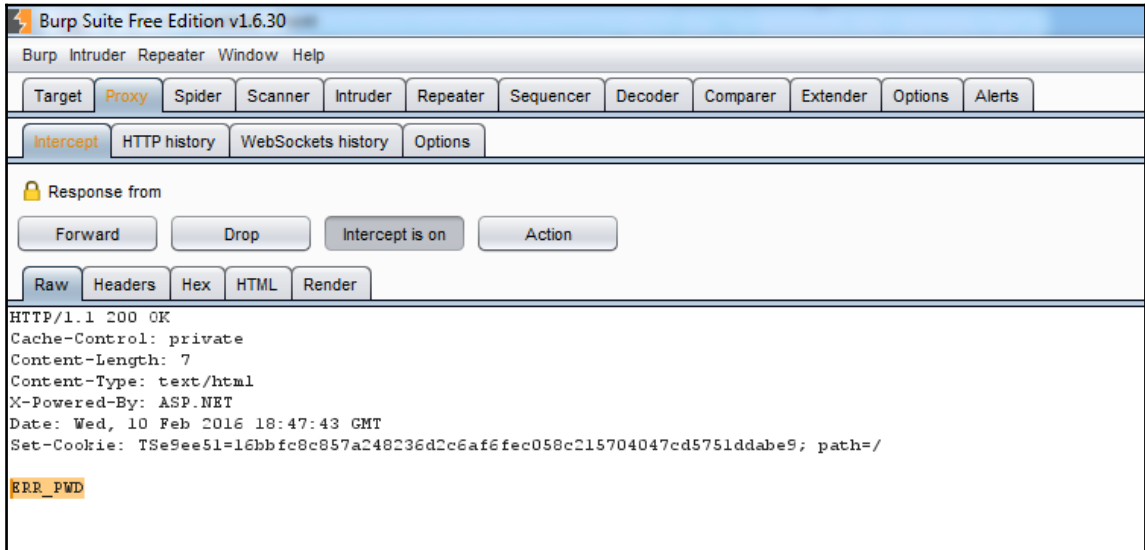 Burp Suite Free Edition v1.6.30
Burp Intruder Repeater Window Help
Target Proxy Spider Scanner Intruder Repeater Sequencer Decoder Comparer Extender Options Alerts
Intercept HTTP history WebSockets history Options
Response from
Forward Drop Intercept is on Action
Raw Headers Hex HTML Render
HTTP/1.1 200 OK
Cache-Control: private
Content-Length: 7
Content-Type: text/html
X-Powered-By: ASP.NET
Date: Wed, 10 Feb 2016 18:47:43 GMT
Set-Cookie: TSe9ee51=16bbfc8c857a248236d2c6af6fec058c215704047cd5751ddabe9; path=/
ERR_PWD